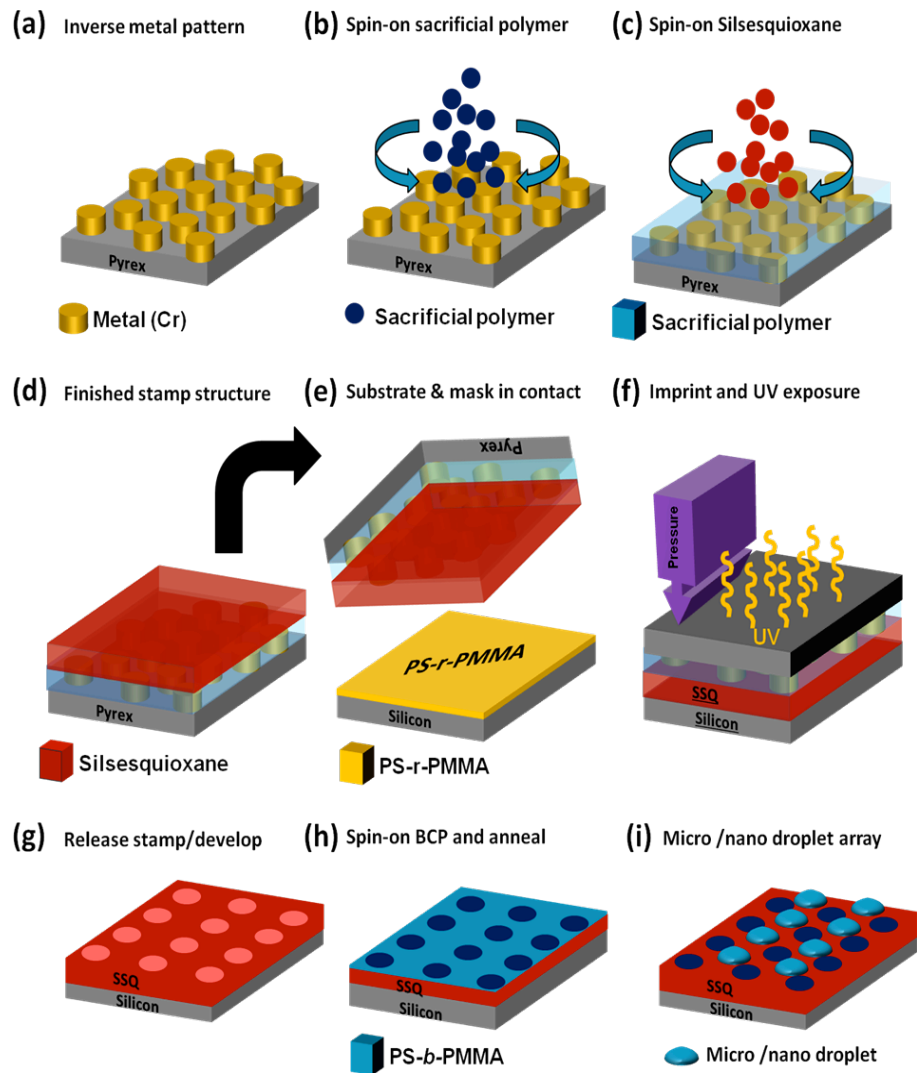 (a) Inverse metal pattern
(b) Spin-on sacrificial polymer
(c) Spin-on Silsesquioxane
Pyrex
Pyrex
Pyrex
Metal (Cr)
Sacrificial polymer
Sacrificial polymer
(d) Finished stamp structure
(e) Substrate & mask in contact
(f) Imprint and UV exposure
Pyrex
Pressure
UV
PS-r-PMMA
Pyrex
Silicon
SSQ
Silicon
Silsesquioxane
PS-r-PMMA
(g) Release stamp/develop
(h) Spin-on BCP and anneal
(i) Micro /nano droplet array
SSQ
Silicon
SSQ
Silicon
SSQ
Silicon
PS-b-PMMA
Micro /nano droplet